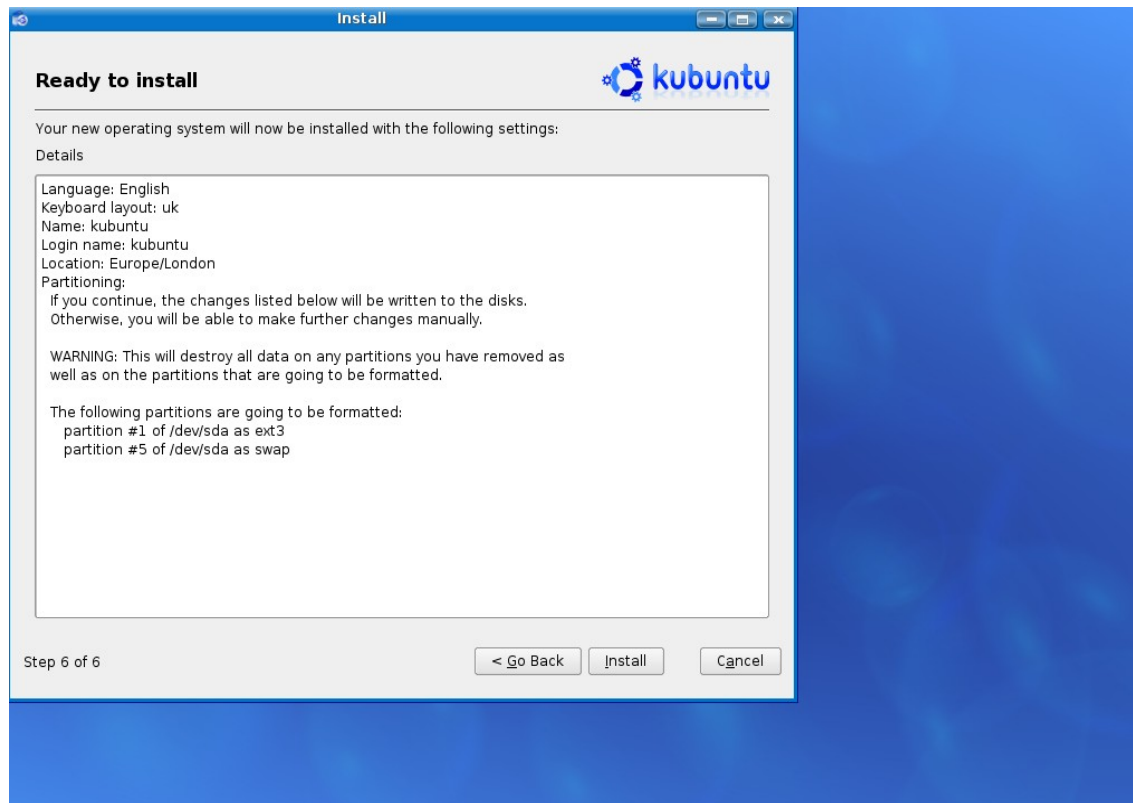 Install
Ready to install
kubuntu
Your new operating system will now be installed with the following settings:
Details
Language: English
Keyboard layout: uk
Name: kubuntu
Login name: kubuntu
Location: Europe/London
Partitioning:
If you continue, the changes listed below will be written to the disks.
Otherwise, you will be able to make further changes manually.
WARNING: This will destroy all data on any partitions you have removed as
well as on the partitions that are going to be formatted.
The following partitions are going to be formatted:
partition #1 of /dev/sda as ext3
partition #5 of /dev/sda as swap
Step 6 of 6
< Go Back
Install
Cancel